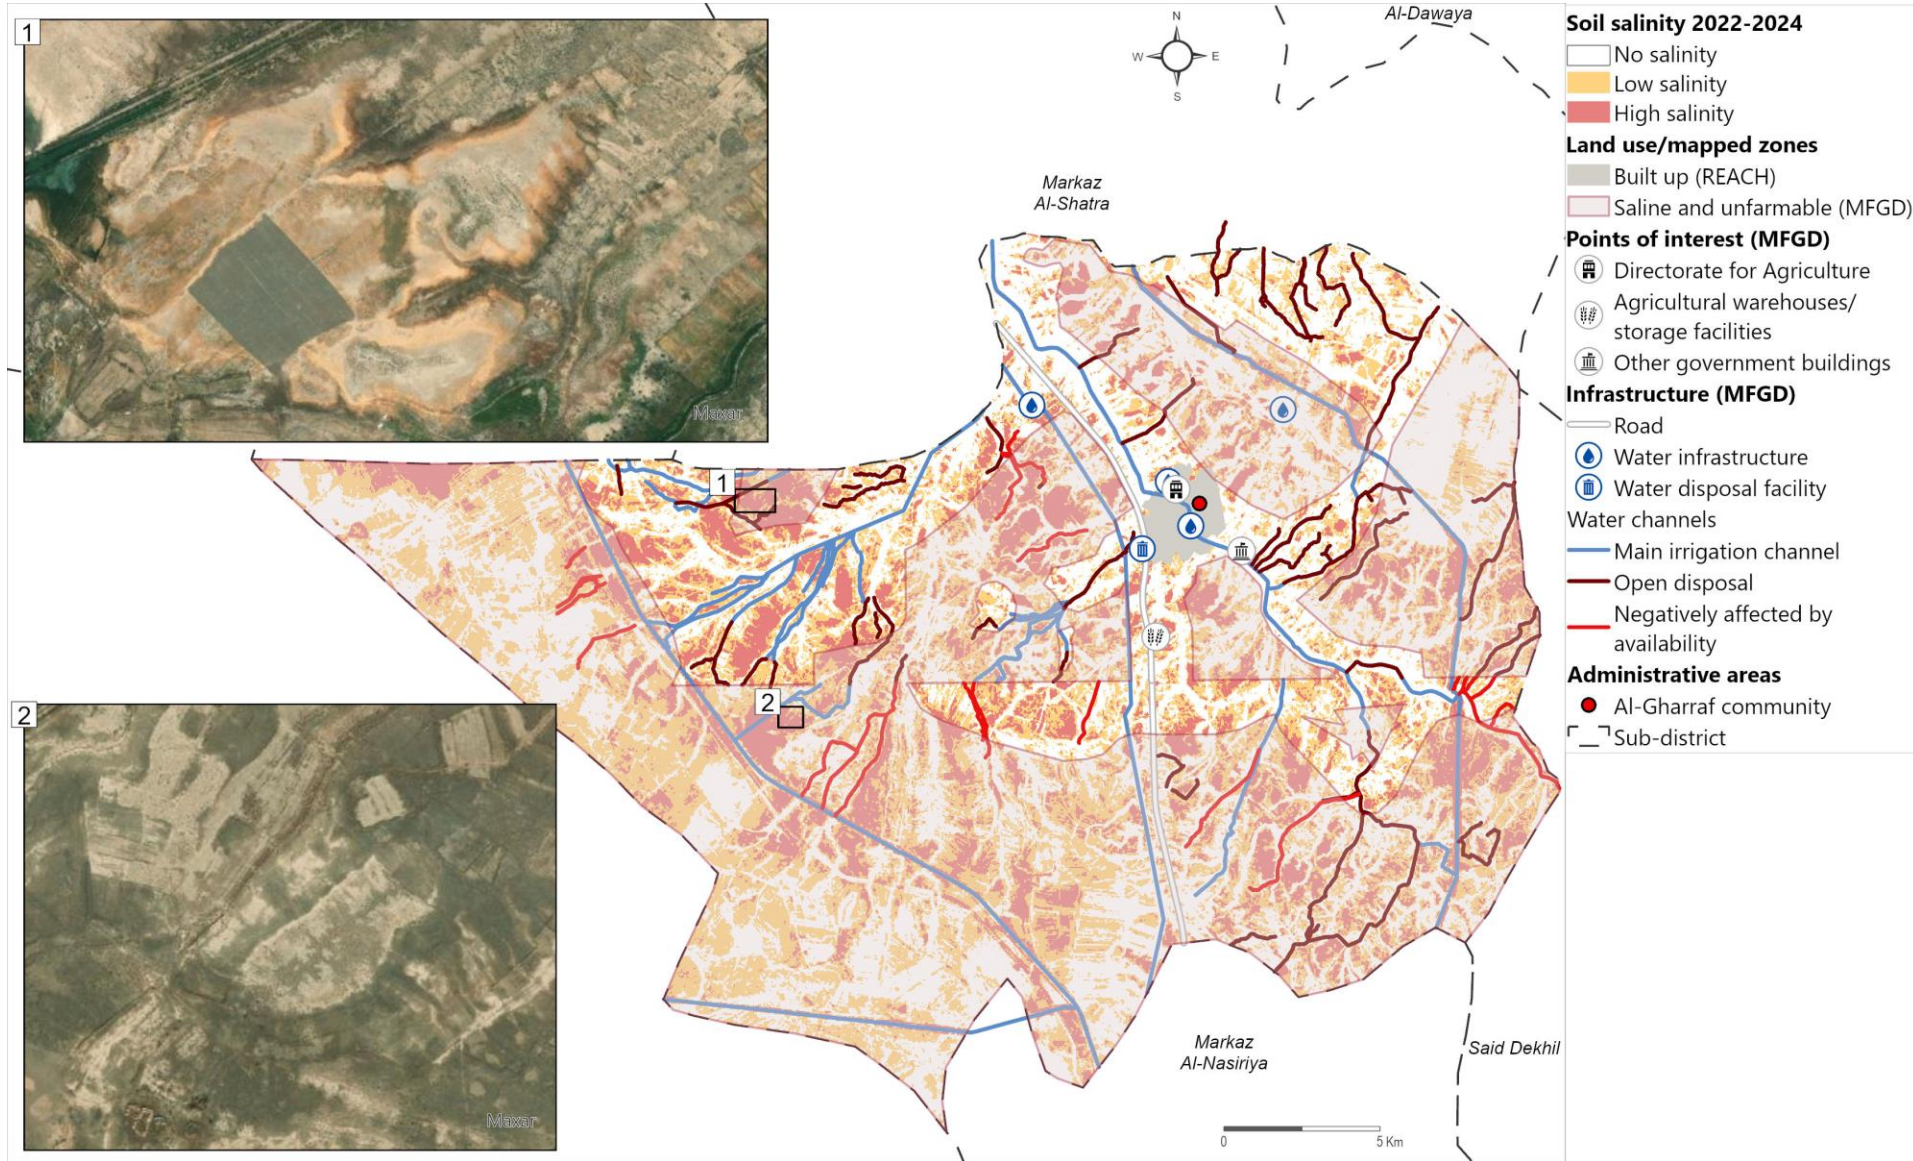 1
Maxar
2
Maxar
N
W
E
S
Al-Dawaya
Markaz
Al-Shatra
1
2
Markaz
Al-Nasiriya
Said Dekhil
0
5 Km
Soil salinity 2022-2024
No salinity
Low salinity
High salinity
Land use/mapped zones
Built up (REACH)
Saline and unfarmable (MFGD)
Points of interest (MFGD)
Directorate for Agriculture
Agricultural warehouses/
storage facilities
Other government buildings
Infrastructure (MFGD)
Road
Water infrastructure
Water disposal facility
Water channels
Main irrigation channel
Open disposal
Negatively affected by
availability
Administrative areas
Al-Gharraf community
Sub-district